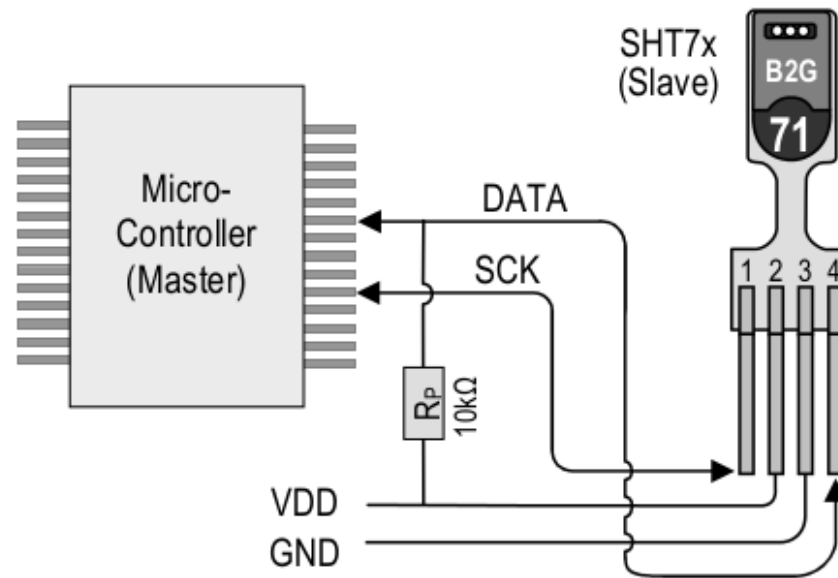 SHT7x
(Slave)
B2G
71
Micro-
Controller
(Master)
DATA
SCK
1 2 3 4
RP
10kΩ
VDD
GND